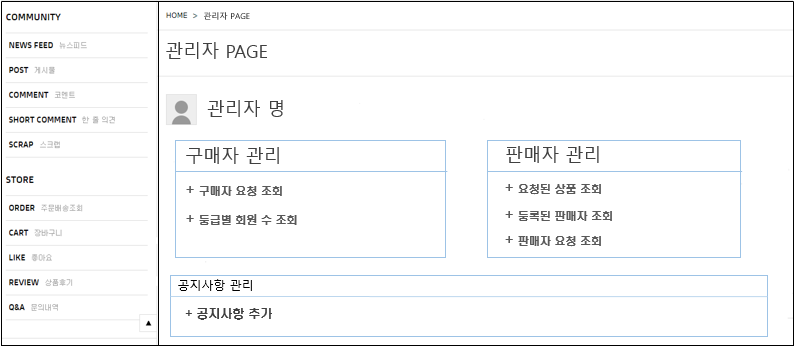 COMMUNITY
NEWS FEED 뉴스피드
POST 게시물
COMMENT 코멘트
SHORT COMMENT 한 줄 의견
SCRAP 스크랩
STORE
ORDER 주문배송조회
CART 장바구니
LIKE 좋아요
REVIEW 상품후기
Q&A 문의내역
▲
HOME > 관리자 PAGE
관리자 PAGE
관리자 명
구매자 관리
+ 구매자 요청 조회
+ 등급별 회원 수 조회
판매자 관리
+ 요청된 상품 조회
+ 등록된 판매자 조회
+ 판매자 요청 조회
공지사항 관리
+ 공지사항 추가